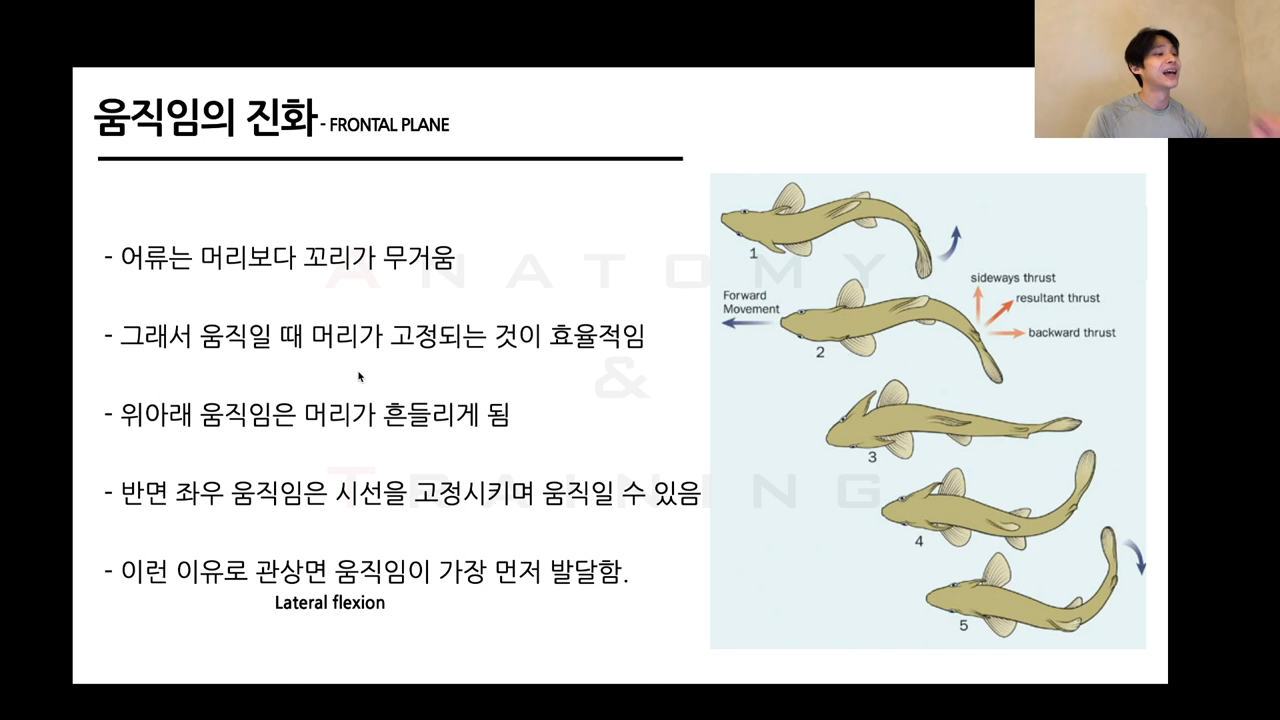 움직임의 진화 - FRONTAL PLANE
- 어류는 머리보다 꼬리가 무거움
- 그래서 움직일 때 머리가 고정되는 것이 효율적임
- 위아래 움직임은 머리가 흔들리게 됨
- 반면 좌우 움직임은 시선을 고정시키며 움직일 수 있음
- 이런 이유로 관상면 움직임이 가장 먼저 발달함.
Lateral flexion
ANATOMY
&
TRAINING
1
sideways thrust
resultant thrust
backward thrust
Forward
Movement
2
3
4
5